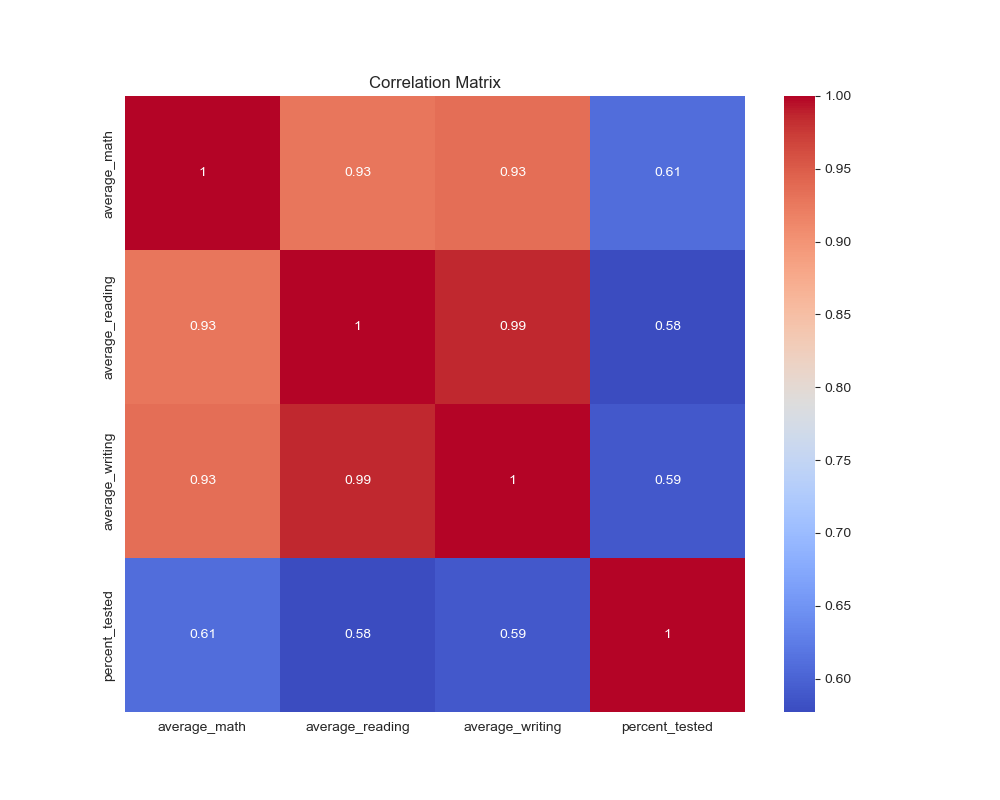 Correlation Matrix
average_math
1
0.93
0.93
0.61
average_reading
0.93
1
0.99
0.58
average_writing
0.93
0.99
1
0.59
percent_tested
0.61
0.58
0.59
1
average_math
average_reading
average_writing
percent_tested
1.00
0.95
0.90
0.85
0.80
0.75
0.70
0.65
0.60